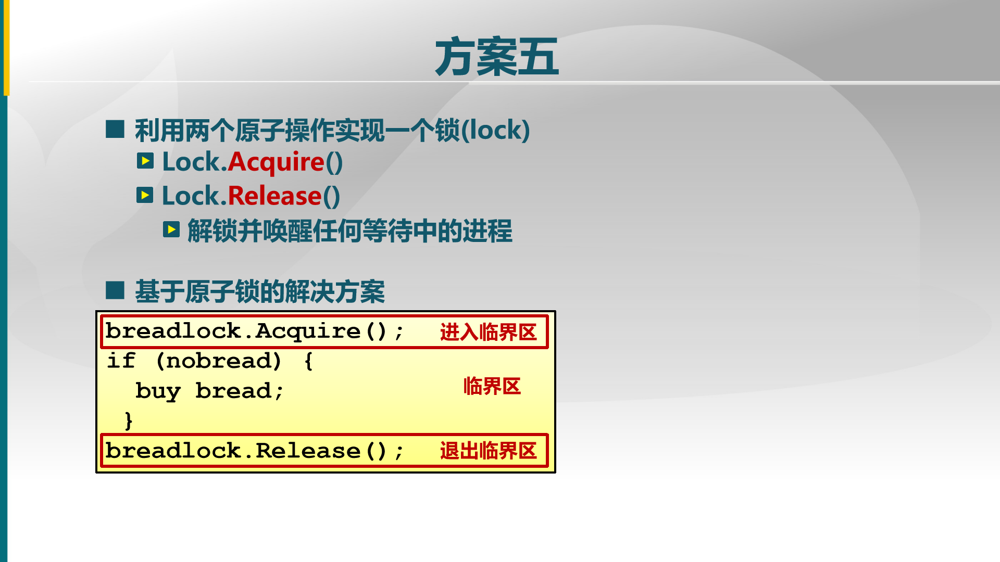 方案五
利用两个原子操作实现一个锁(lock)
Lock.Acquire()
Lock.Release()
解锁并唤醒任何等待中的进程
基于原子锁的解决方案
breadlock.Acquire(); 进入临界区
if (nobread) {
buy bread; 临界区
}
breadlock.Release(); 退出临界区